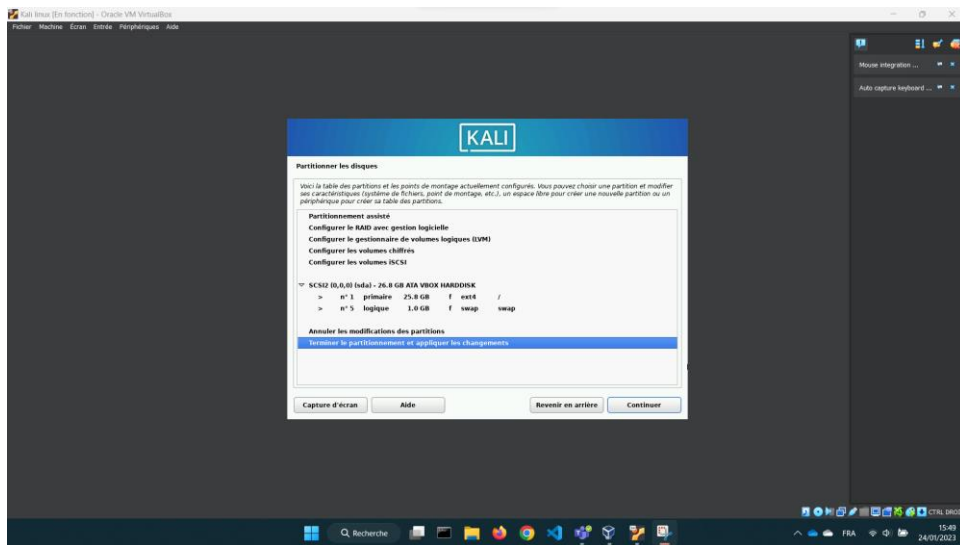 Kali linux [En fonction] - Oracle VM VirtualBox
Fichier Machine Écran Entrée Périphériques Aide
Mouse integration ...
Auto capture keyboard ...
KALI
Partitionner les disques
Voici la table des partitions et les points de montage actuellement configurés. Vous pouvez choisir une partition et modifier
ses caractéristiques (système de fichiers, point de montage, etc.), un espace libre pour créer une nouvelle partition ou un
périphérique pour créer sa table des partitions.
Partitionnement assisté
Configurer le RAID avec gestion logicielle
Configurer le gestionnaire de volumes logiques (LVM)
Configurer les volumes chiffrés
Configurer les volumes iSCSI
SCSI2 (0,0,0) (sda) - 26.8 GB ATA VBOX HARDDISK
> n° 1 primaire 25.8 GB f ext4 /
> n° 5 logique 1.0 GB f swap swap
Annuler les modifications des partitions
Terminer le partitionnement et appliquer les changements
Capture d'écran Aide Revenir en arrière Continuer
CTRL DROITE
Recherche
FRA
15:49
24/01/2023